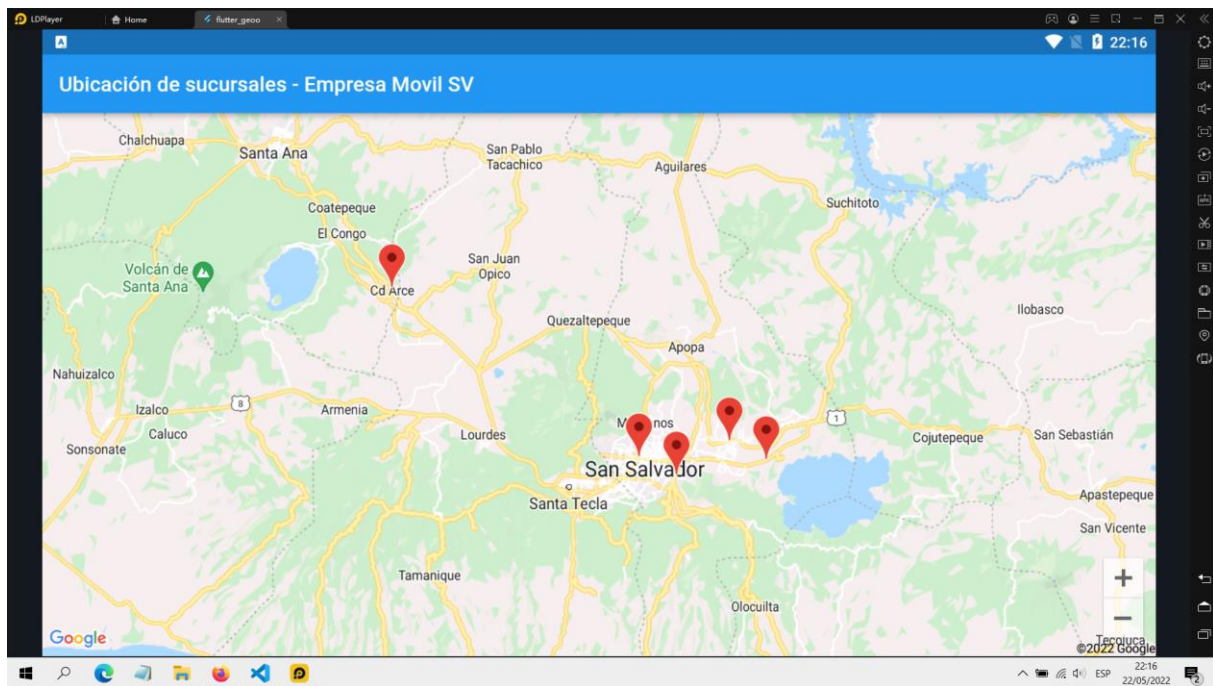 LDPlayer
Home
flutter_geoo
A
22:16
Ubicación de sucursales - Empresa Movil SV
Chalchuapa
Santa Ana
San Pablo
Tacachico
Aguilares
Suchitoto
Coatepeque
El Congo
San Juan
Opico
Volcán de
Santa Ana
Cd Arce
Quezaltepeque
Ilobasco
Apopa
Nahuizalco
8
Armenia
Izalco
Caluco
Sonsonate
Lourdes
1
Cojutepeque
San Sebastián
San Salvador
Santa Tecla
Apastepeque
San Vicente
Tamanique
Olocuilta
+
−
Tecoluca
Google
©2022 Google
ESP
22:16
22/05/2022
2